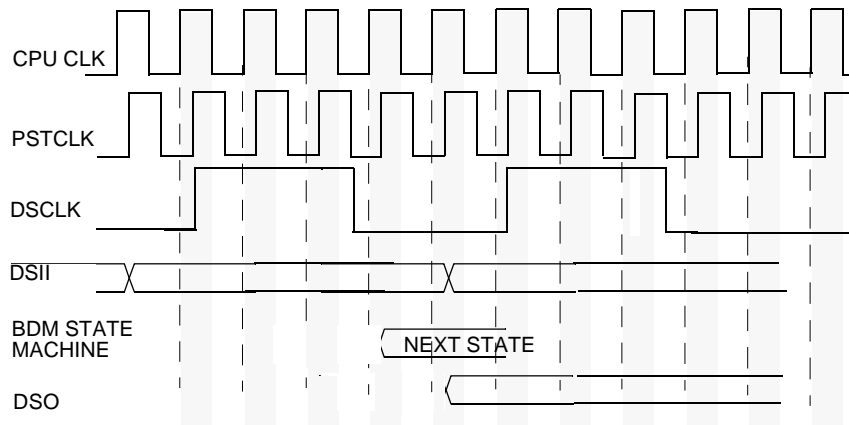 CPU CLK
PSTCLK
DSCLK
DSII
BDM STATE
MACHINE
NEXT STATE
DSO